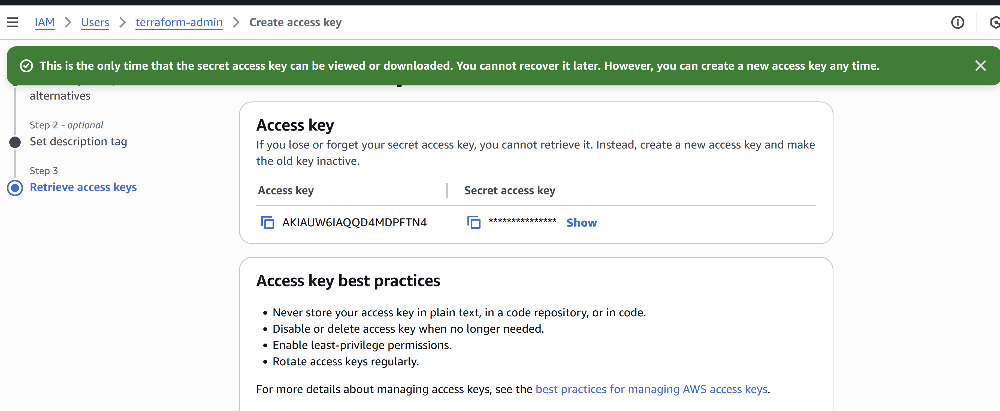 IAM > Users > terraform-admin > Create access key
This is the only time that the secret access key can be viewed or downloaded. You cannot recover it later. However, you can create a new access key any time.
alternatives
Step 2 - optional
Set description tag
Step 3
Retrieve access keys
Access key
If you lose or forget your secret access key, you cannot retrieve it. Instead, create a new access key and make
the old key inactive.
Access key Secret access key
AKIAUW6IAQQD4MDPFTN4 *************** Show
Access key best practices
• Never store your access key in plain text, in a code repository, or in code.
• Disable or delete access key when no longer needed.
• Enable least-privilege permissions.
• Rotate access keys regularly.
For more details about managing access keys, see the best practices for managing AWS access keys.